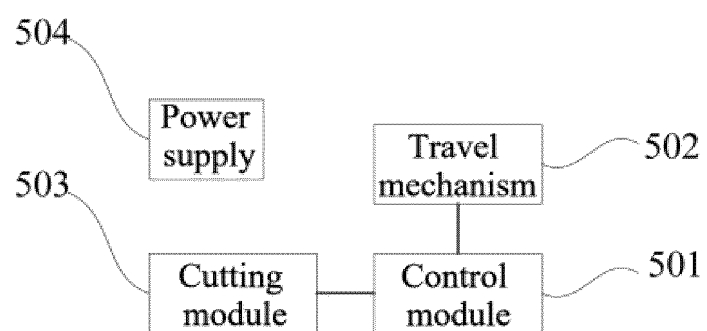 504
Power
supply
Travel
mechanism
502
503
Cutting
module
Control
module
501